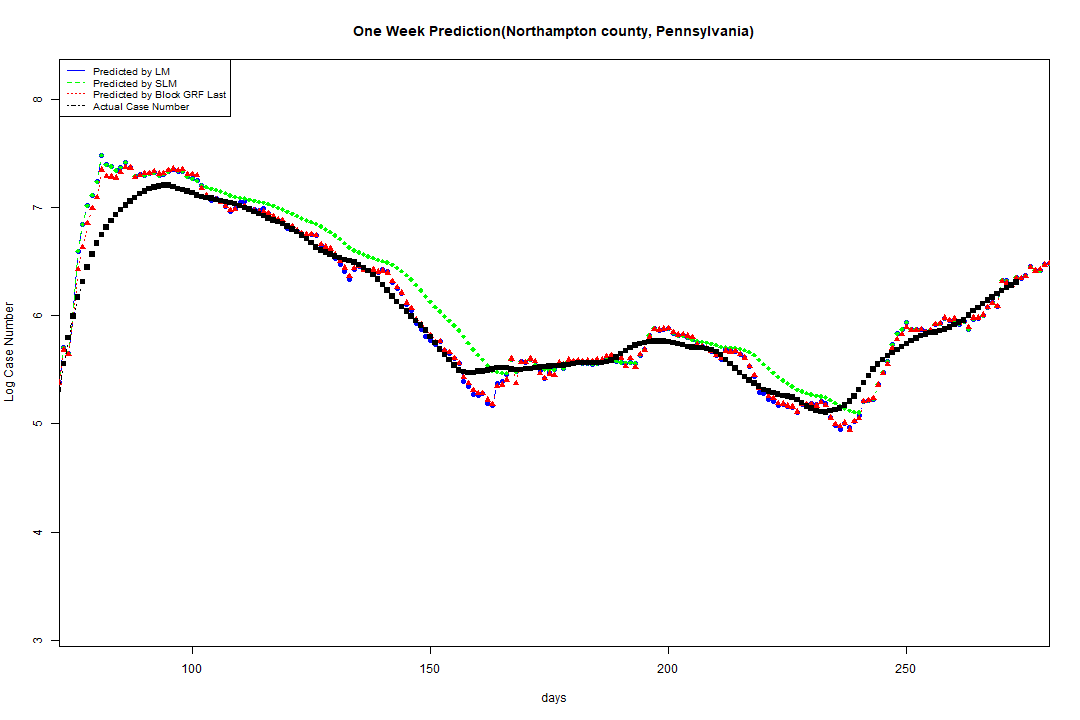 One Week Prediction(Northampton county, Pennsylvania)
Predicted by LM
Predicted by SLM
Predicted by Block GRF Last
Actual Case Number
8
7
6
5
4
3
Log Case Number
100 150 200 250
days